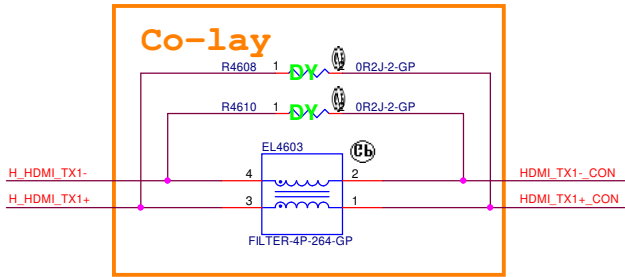 Co-lay
R4608 1 DY 2 0R2J-2-GP
R4610 1 DY 2 0R2J-2-GP
EL4603
H_HDMI_TX1- 4 2 HDMI_TX1-_CON
H_HDMI_TX1+ 3 1 HDMI_TX1+_CON
FILTER-4P-264-GP